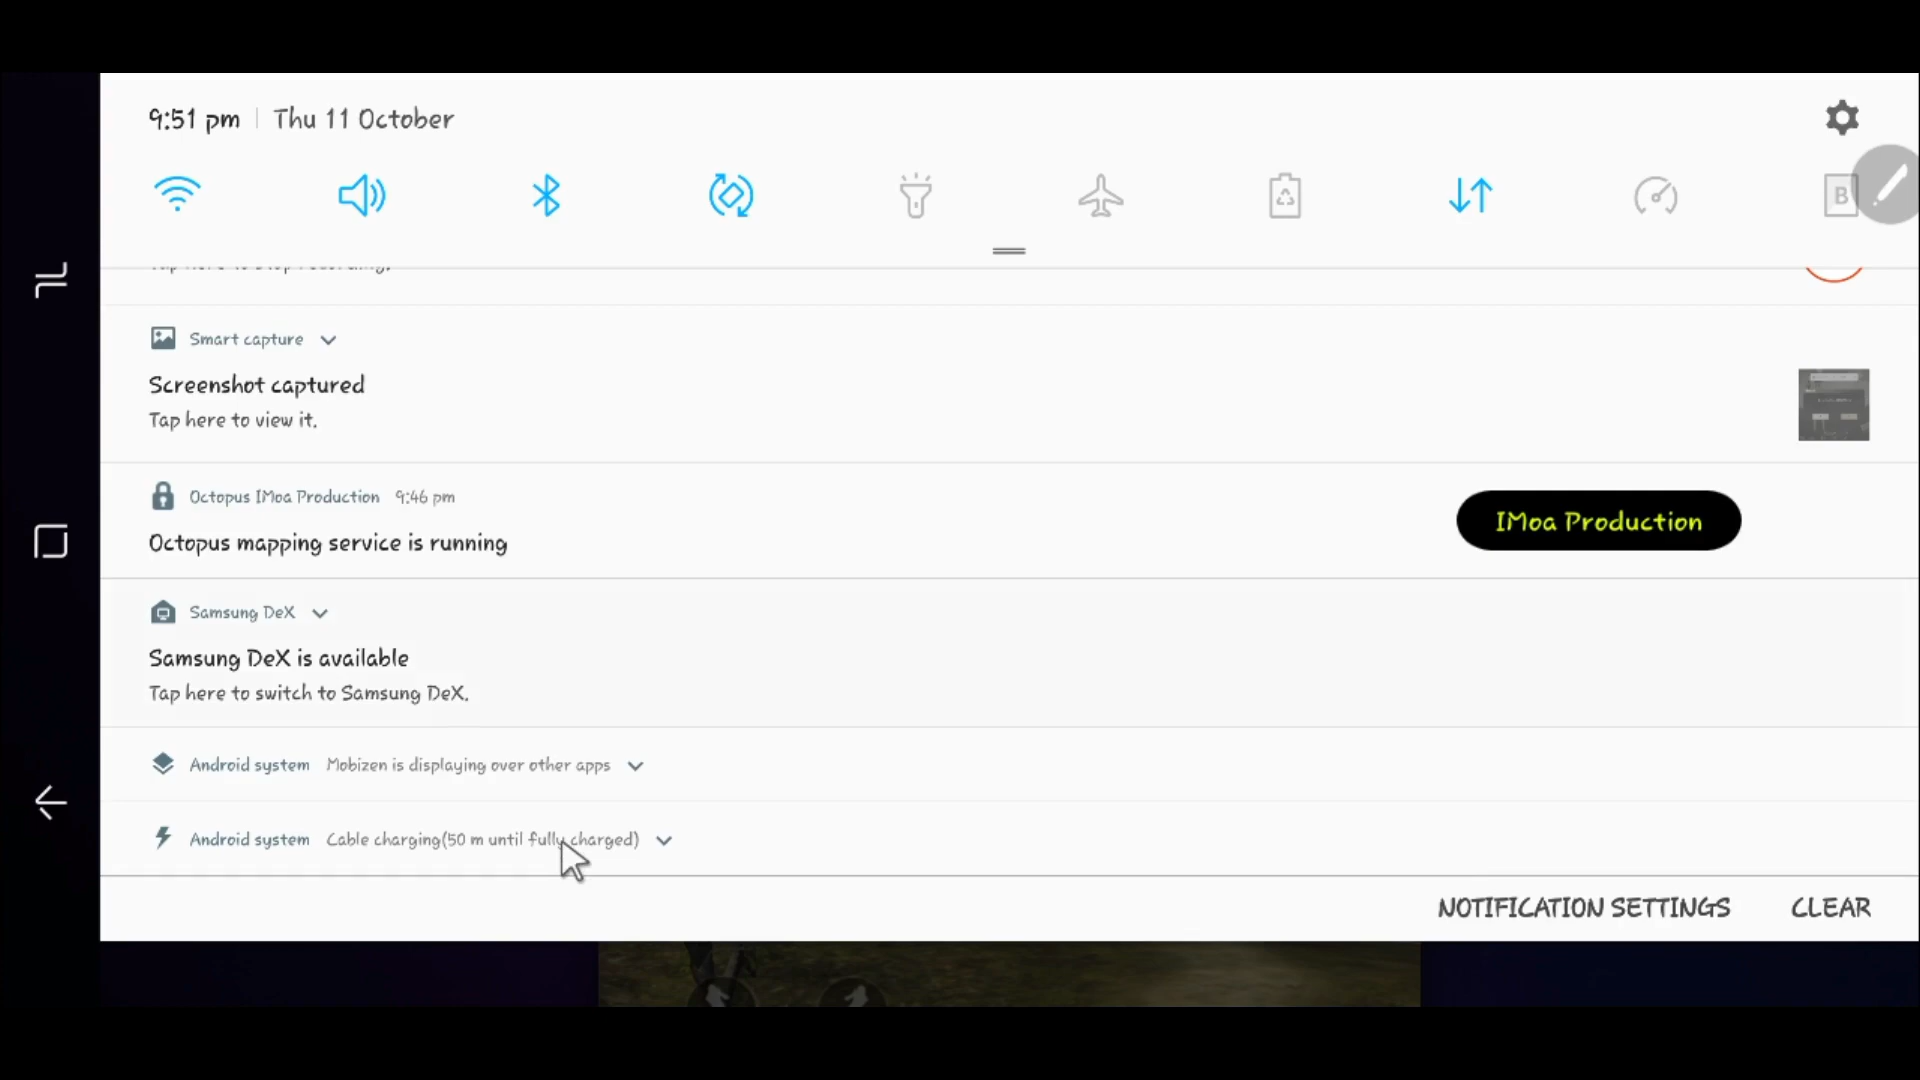 9:51 pm | Thu 11 October
B
Smart capture
Screenshot captured
Tap here to view it.
Octopus IMoa Production 9:46 pm
IMoa Production
Octopus mapping service is running
Samsung DeX
Samsung DeX is available
Tap here to switch to Samsung DeX.
Android system Mobizen is displaying over other apps
Android system Cable charging(50 m until fully charged)
NOTIFICATION SETTINGS CLEAR